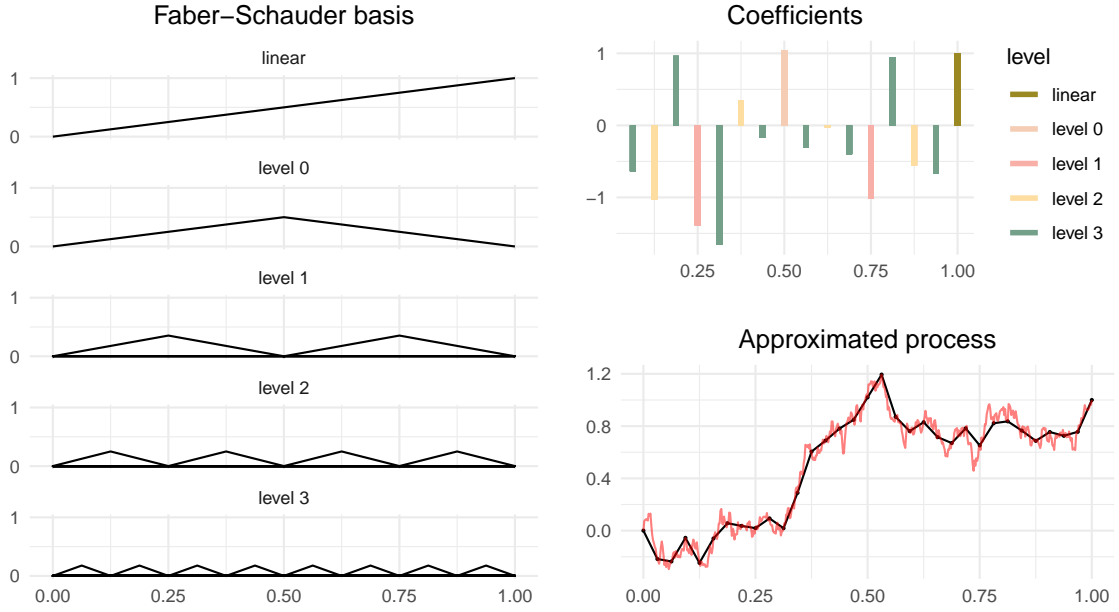 Faber−Schauder basis
linear
1
0
level 0
1
0
level 1
1
0
level 2
1
0
level 3
1
0
0.00 0.25 0.50 0.75 1.00
Coefficients
1
0
−1
0.25 0.50 0.75 1.00
level
linear
level 0
level 1
level 2
level 3
Approximated process
1.2
0.8
0.4
0.0
0.00 0.25 0.50 0.75 1.00